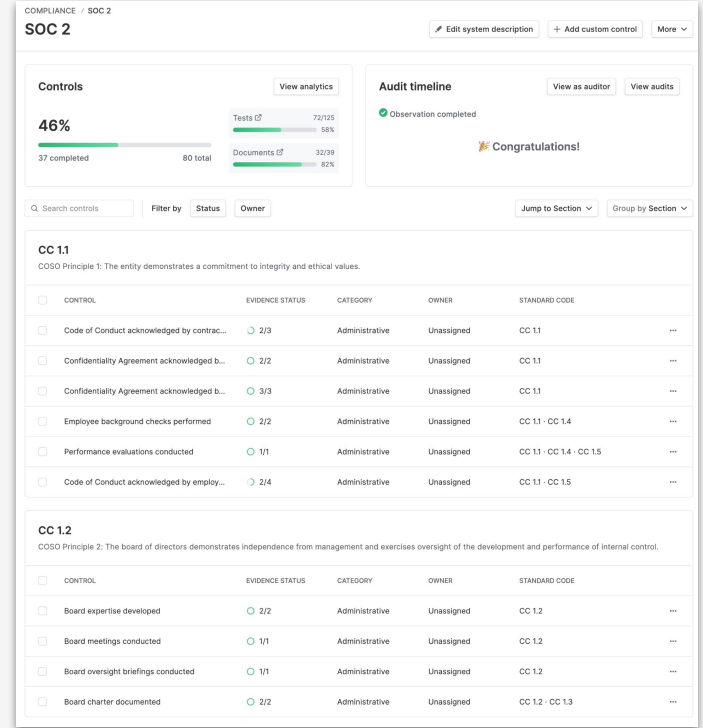 COMPLIANCE / SOC 2
SOC 2
Edit system description
+ Add custom control
More
Controls
View analytics
46%
37 completed
80 total
Tests
72/125
58%
Documents
32/39
82%
Audit timeline
View as auditor
View audits
Observation completed
🎉 Congratulations!
Search controls
Filter by
Status
Owner
Jump to Section
Group by Section
CC 1.1
COSO Principle 1: The entity demonstrates a commitment to integrity and ethical values.
CONTROL EVIDENCE STATUS CATEGORY OWNER STANDARD CODE
Code of Conduct acknowledged by contrac... 2/3 Administrative Unassigned CC 1.1 ...
Confidentiality Agreement acknowledged b... 2/2 Administrative Unassigned CC 1.1 ...
Confidentiality Agreement acknowledged b... 3/3 Administrative Unassigned CC 1.1 ...
Employee background checks performed 2/2 Administrative Unassigned CC 1.1 · CC 1.4 ...
Performance evaluations conducted 1/1 Administrative Unassigned CC 1.1 · CC 1.4 · CC 1.5 ...
Code of Conduct acknowledged by employ... 2/4 Administrative Unassigned CC 1.1 · CC 1.5 ...
CC 1.2
COSO Principle 2: The board of directors demonstrates independence from management and exercises oversight of the development and performance of internal control.
CONTROL EVIDENCE STATUS CATEGORY OWNER STANDARD CODE
Board expertise developed 2/2 Administrative Unassigned CC 1.2 ...
Board meetings conducted 1/1 Administrative Unassigned CC 1.2 ...
Board oversight briefings conducted 1/1 Administrative Unassigned CC 1.2 ...
Board charter documented 2/2 Administrative Unassigned CC 1.2 · CC 1.3 ...